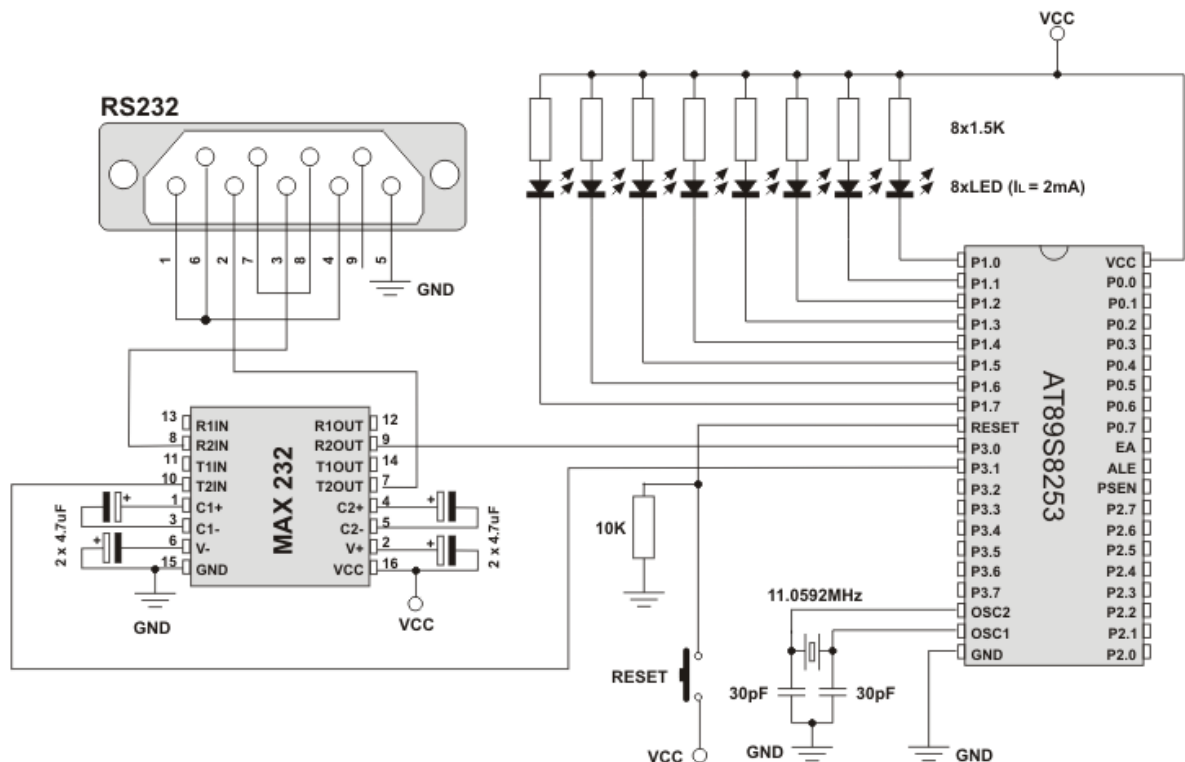 VCC
RS232
8x1.5K
8xLED (IL = 2mA)
1 6 2 7 3 8 4 9 5
GND
13 R1IN R1OUT 12
8 R2IN R2OUT 9
11 T1IN T1OUT 14
10 T2IN T2OUT 7
1 C1+ C2+ 4
3 C1- C2- 5
6 V- V+ 2
15 GND VCC 16
MAX 232
+
+
+
+
2 x 4.7uF
2 x 4.7uF
GND
VCC
P1.0 VCC
P1.1 P0.0
P1.2 P0.1
P1.3 P0.2
P1.4 P0.3
P1.5 P0.4
P1.6 P0.5
P1.7 P0.6
RESET P0.7
P3.0 EA
P3.1 ALE
P3.2 PSEN
P3.3 P2.7
P3.4 P2.6
P3.5 P2.5
P3.6 P2.4
P3.7 P2.3
OSC2 P2.2
OSC1 P2.1
GND P2.0
AT89S8253
10K
11.0592MHz
RESET
30pF
30pF
VCC
GND
GND